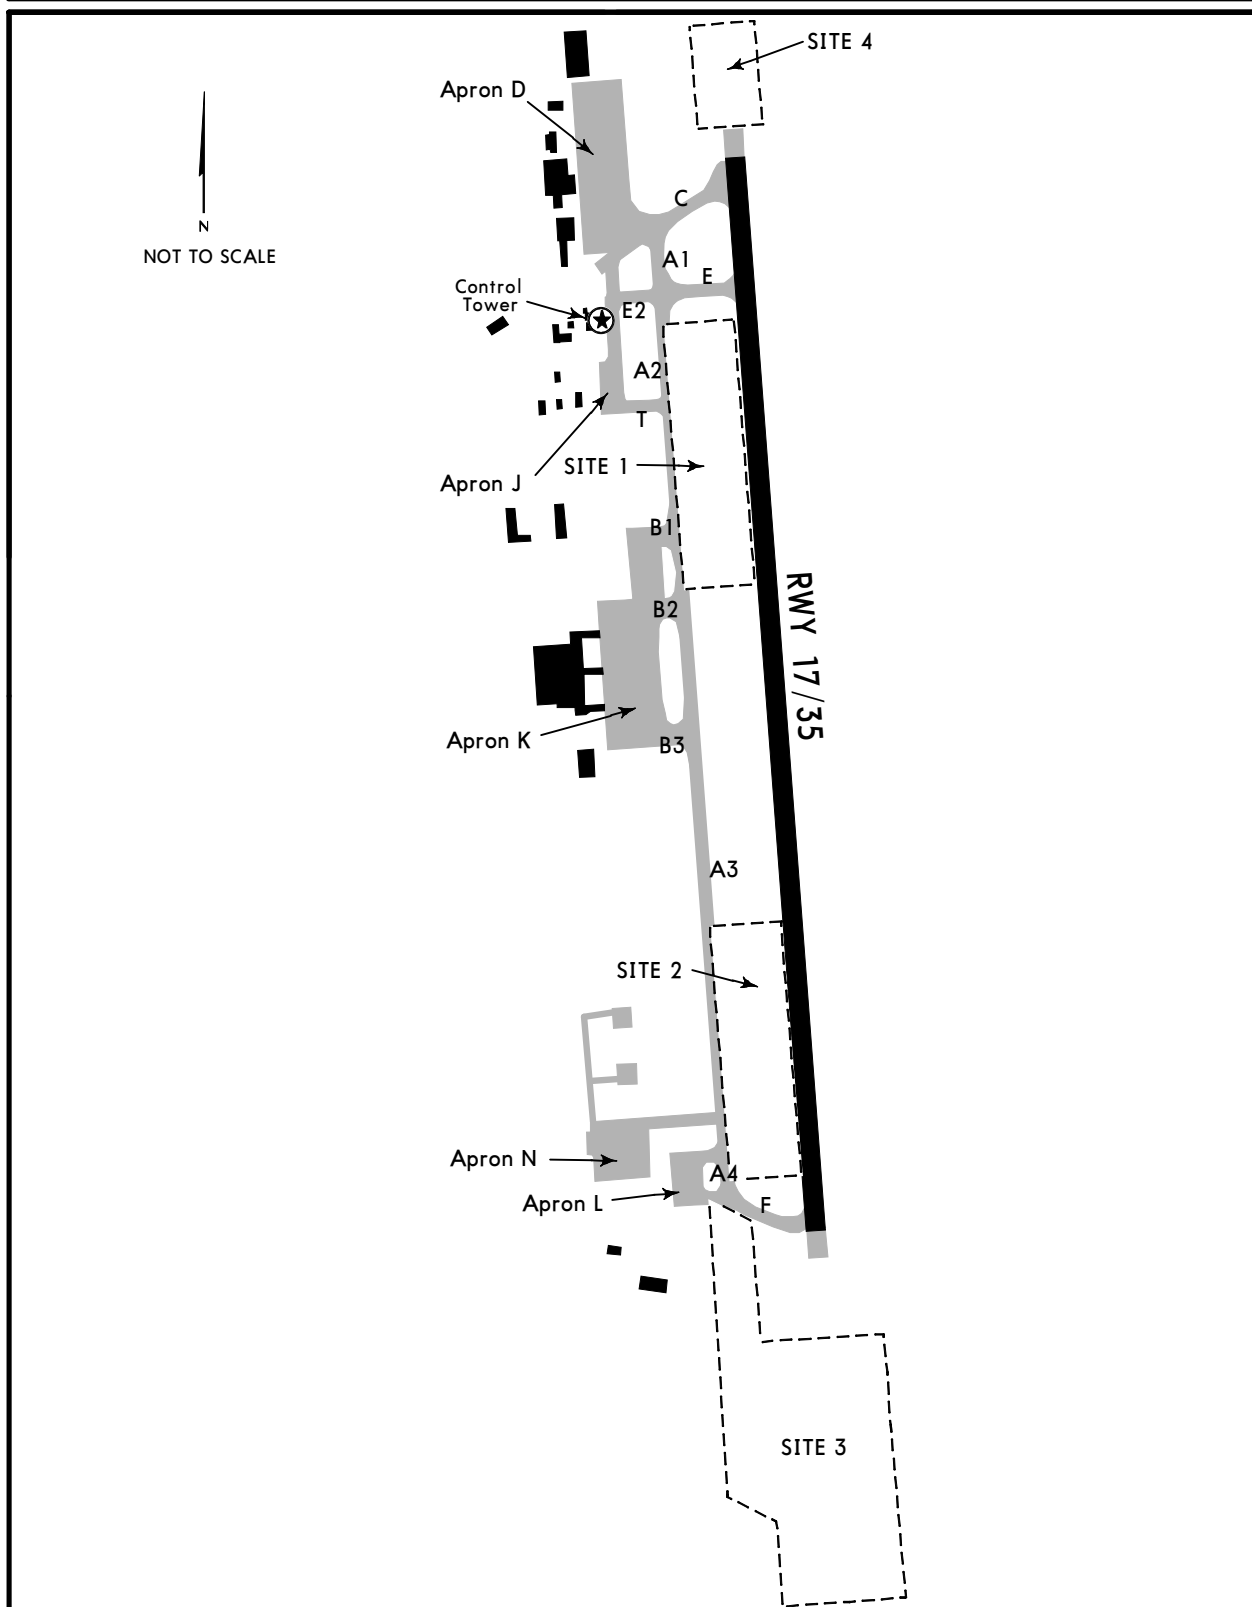 SITE 4
Apron D
C
N
NOT TO SCALE
A1
E
Control
Tower
E2
A2
T
SITE 1
Apron J
B1
RWY 17/35
B2
Apron K
B3
A3
SITE 2
Apron N
A4
Apron L
F
SITE 3